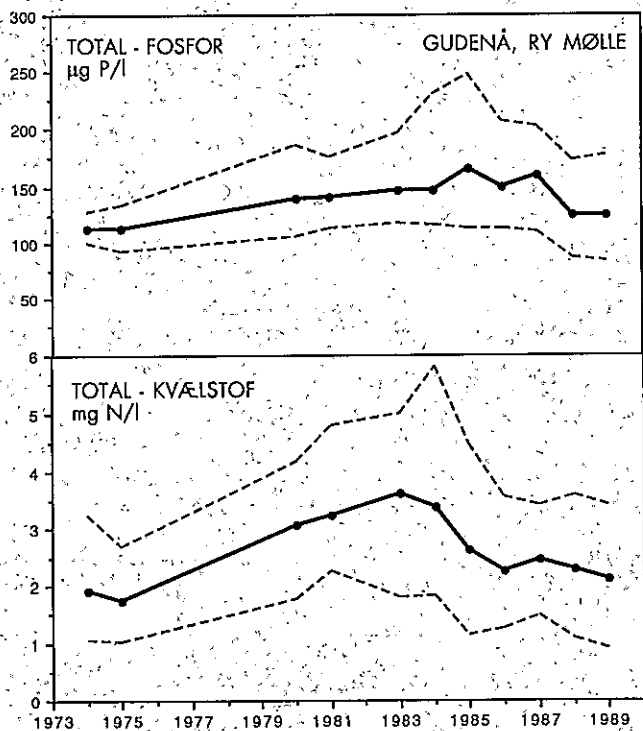 300
TOTAL - FOSFOR
GUDENÅ, RY MØLLE
µg P/l
250
200
150
100
50
6
TOTAL - KVÆLSTOF
mg N/l
5
4
3
2
1
0
1973 1975 1977 1979 1981 1983 1985 1987 1989